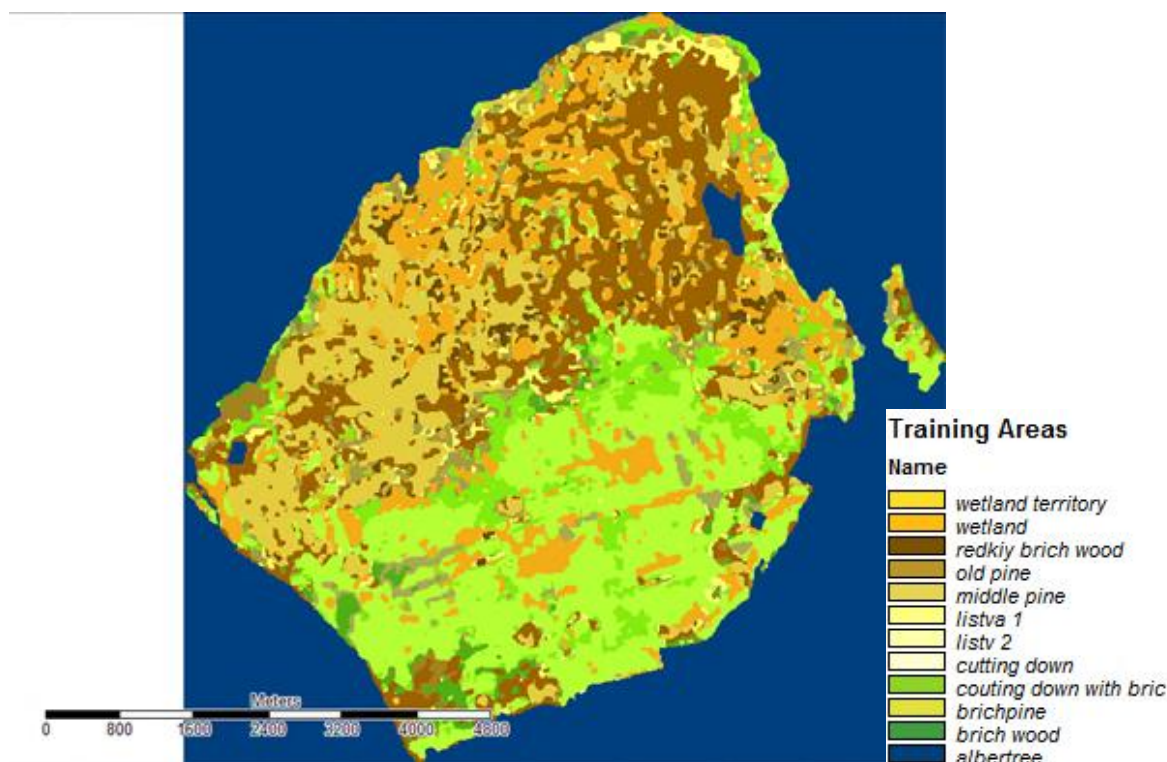 Training Areas
Name
wetland territory
wetland
redkiy brich wood
old pine
middle pine
listva 1
listv 2
cutting down
couting down with bric
brichpine
brich wood
albertree
Meters
0 800 1600 2400 3200 4000 4800